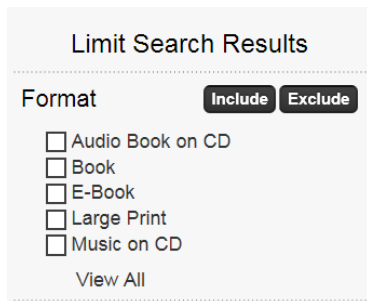 Limit Search Results
Format Include Exclude
Audio Book on CD
Book
E-Book
Large Print
Music on CD
View All